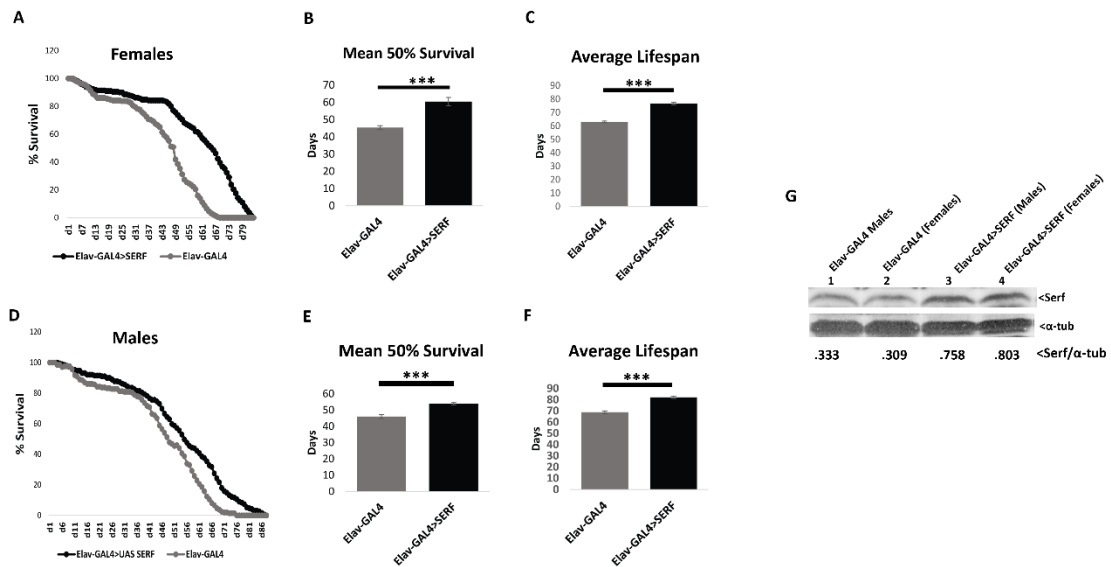 A
Females
% Survival
120
100
80
60
40
20
0
d1 d7 d13 d19 d25 d31 d37 d43 d49 d55 d61 d67 d73 d79
Elav-GAL4>SERF Elav-GAL4
B
Mean 50% Survival
***
Days
70
60
50
40
30
20
10
0
Elav-GAL4
Elav-GAL4>SERF
C
Average Lifespan
***
Days
90
80
70
60
50
40
30
20
10
0
Elav-GAL4
Elav-GAL4>SERF
D
Males
% Survival
120
100
80
60
40
20
0
d1 d6 d11 d16 d21 d26 d31 d36 d41 d46 d51 d56 d61 d66 d71 d76 d81 d86
Elav-GAL4>UAS SERF Elav-GAL4
E
Mean 50% Survival
***
Days
60
50
40
30
20
10
0
Elav-GAL4
Elav-GAL4>SERF
F
Average Lifespan
***
Days
90
80
70
60
50
40
30
20
10
0
Elav-GAL4
Elav-GAL4>SERF
G
Elav-GAL4 Males
Elav-GAL4 (Females)
Elav-GAL4>SERF (Males)
Elav-GAL4>SERF (Females)
1 2 3 4
<Serf
<α-tub
.333 .309 .758 .803 <Serf/α-tub